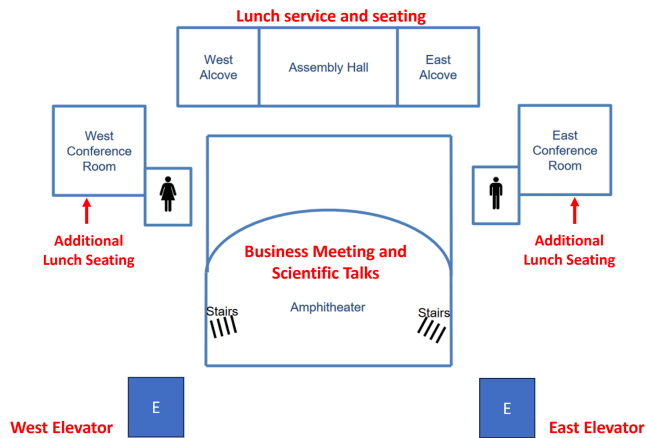 Lunch service and seating
West
Alcove
Assembly Hall
East
Alcove
West
Conference
Room
East
Conference
Room
Additional
Lunch Seating
Business Meeting and
Scientific Talks
Additional
Lunch Seating
Stairs
Amphitheater
Stairs
E
West Elevator
E
East Elevator